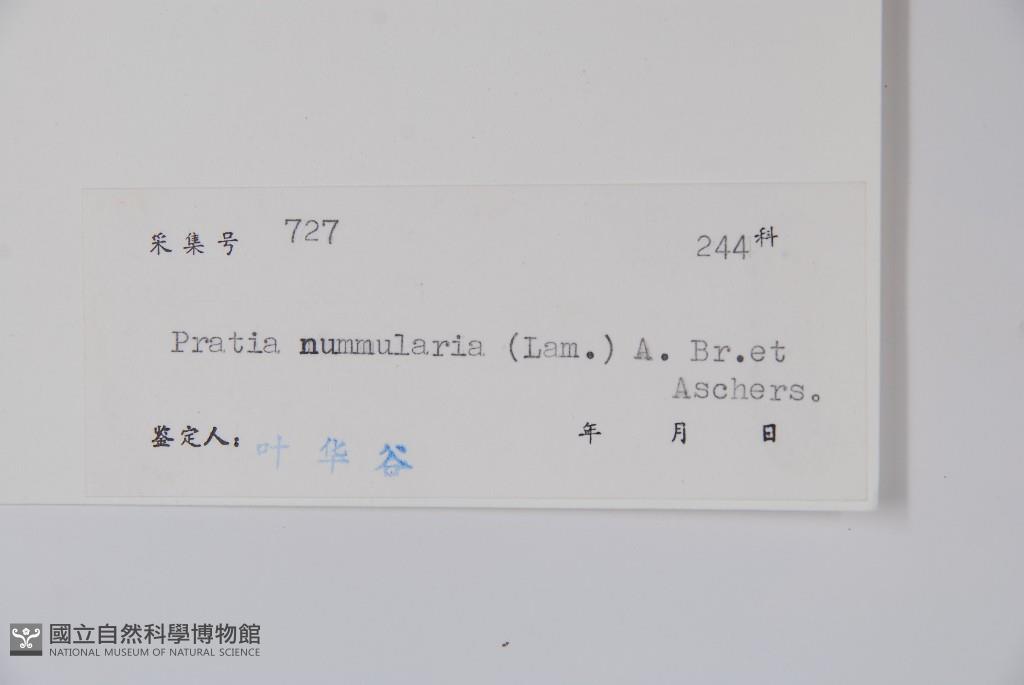 采集号 727 244科
Pratia nummularia (Lam.) A. Br.et
Aschers。
鉴定人：叶华谷 年 月 日
國立自然科學博物館
NATIONAL MUSEUM OF NATURAL SCIENCE